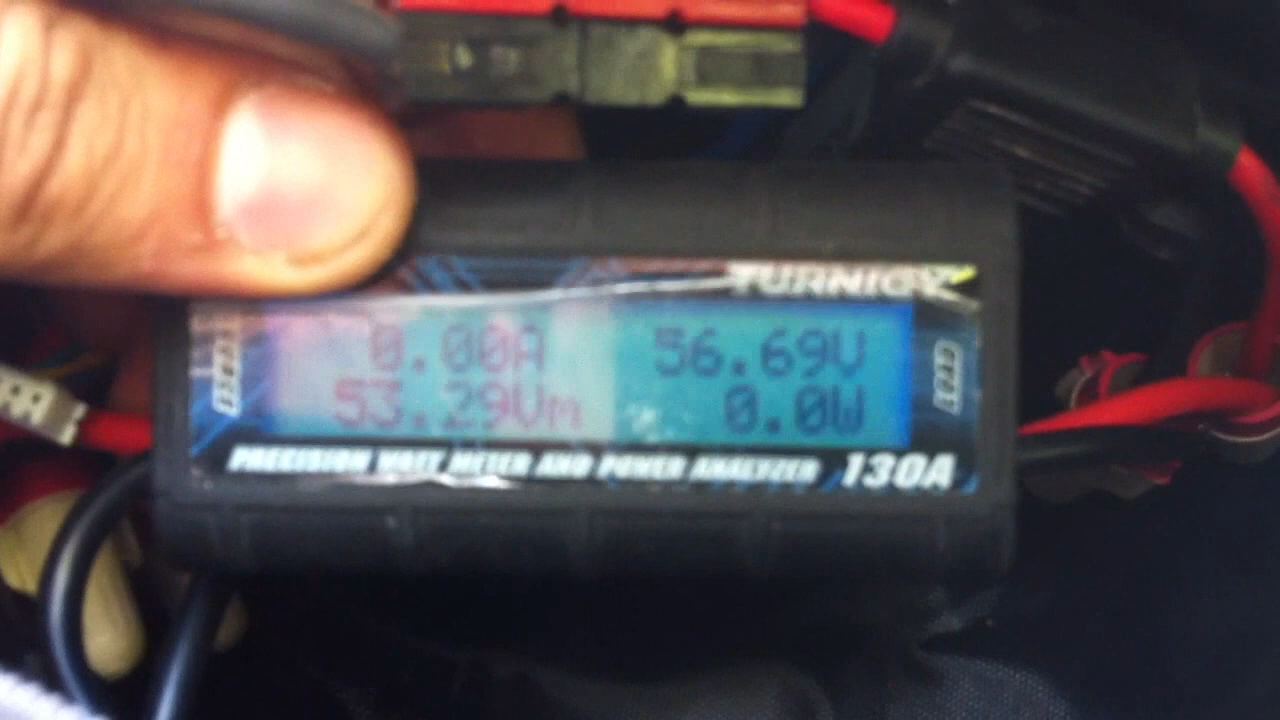 TURNIGY
0.00A 56.69V
53.29Vm 0.0W
PRECISION WATT METER AND POWER ANALYZER 130A